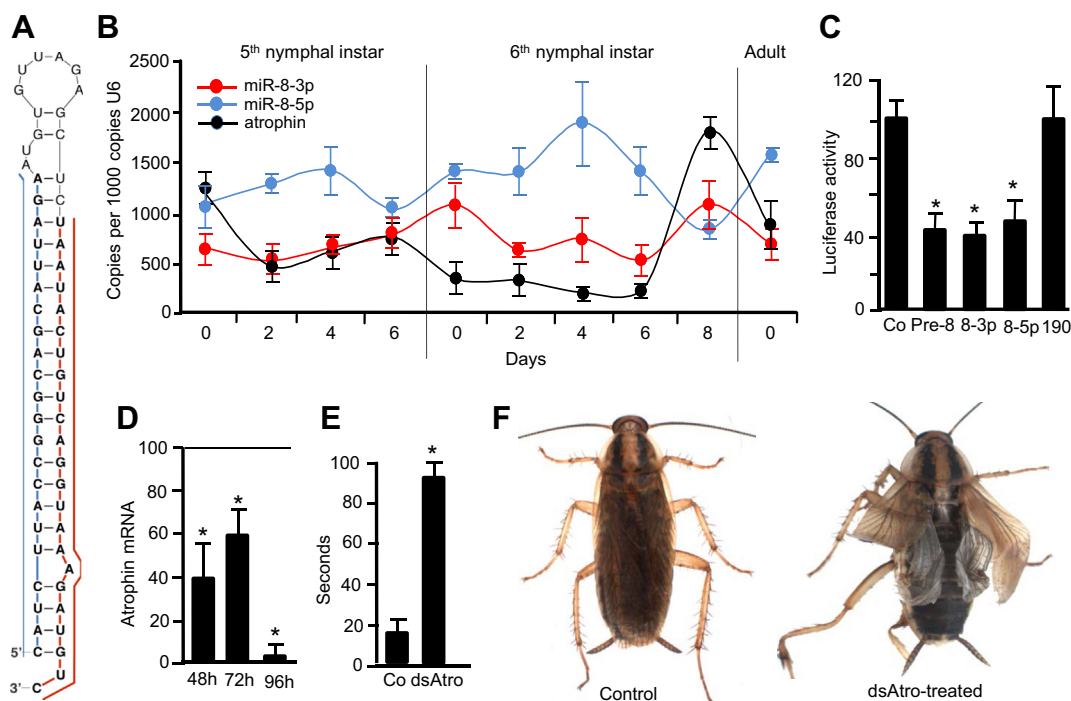 A
U–A
U G
G A
U G
G–C
U–U
A C
A U
G–A
A–A
U–U
U–A
A–C
C–U
G–G
A–U
C–C
G–A
G–G
G–G
C–U
C–A
A–A
U A
U–G
C–A
U–U
A–G
5' C U
3' C
B
5th nymphal instar
6th nymphal instar
Adult
2500
2000
1500
1000
500
0
Copies per 1000 copies U6
miR-8-3p
miR-8-5p
atrophin
0 2 4 6 0 2 4 6 8 0
Days
C
120
80
40
0
Luciferase activity
* * *
Co Pre-8 8-3p 8-5p 190
D
100
80
60
40
20
0
Atrophin mRNA
* * *
48h 72h 96h
E
100
80
60
40
20
0
Seconds
*
Co dsAtro
F
Control
dsAtro-treated